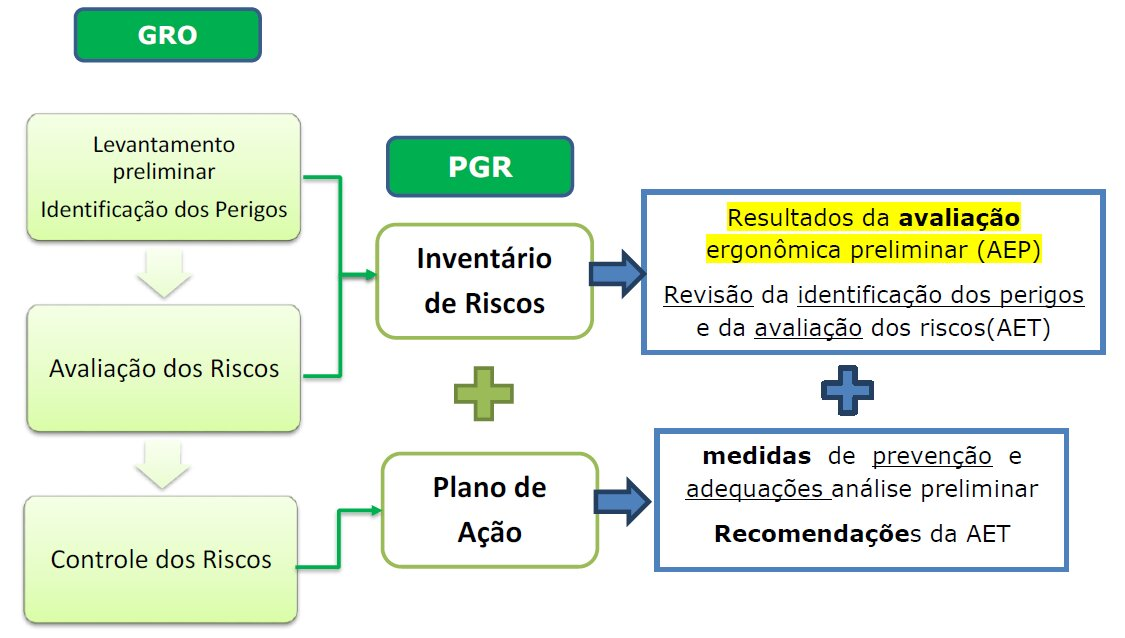 GRO
Levantamento
preliminar
Identificação dos Perigos
Avaliação dos Riscos
Controle dos Riscos
PGR
Inventário
de Riscos
Plano de
Ação
Resultados da avaliação
ergonômica preliminar (AEP)
Revisão da identificação dos perigos
e da avaliação dos riscos(AET)
medidas de prevenção e
adequações análise preliminar
Recomendações da AET